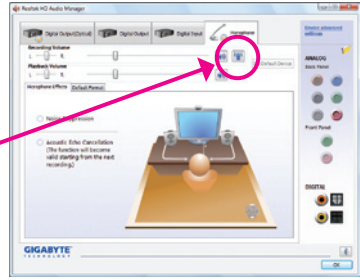 Realtek HD Audio Manager
Digital Output(Optical)
Digital Output
Digital Input
Microphone
Device advanced settings
Recording Volume
L
R
Playback Volume
L
R
Default Device
Microphone Effects
Default Format
Noise Suppression
Acoustic Echo Cancellation
(The function will become
valid starting from the next
recording.)
ANALOG
Back Panel
Front Panel
DIGITAL
GIGABYTE
TECHNOLOGY
i
OK